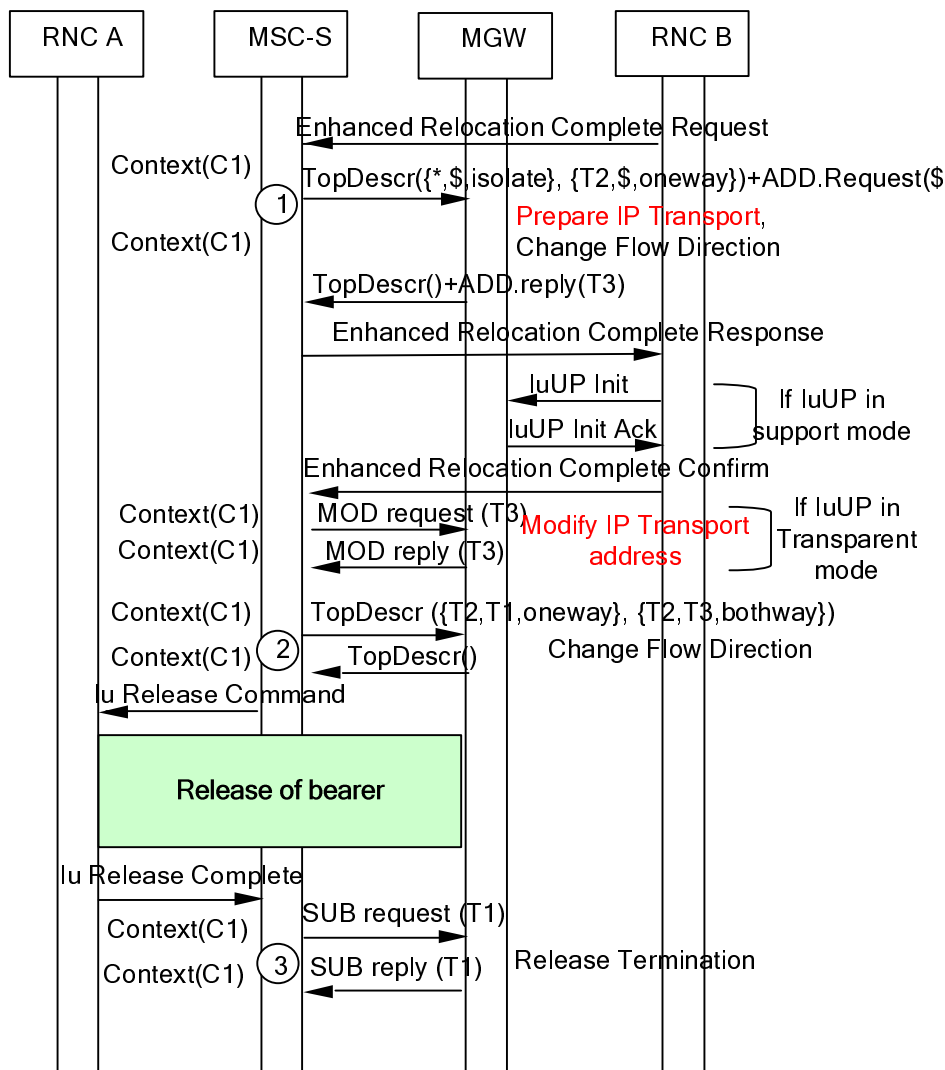 RNC A
MSC-S
MGW
RNC B
Enhanced Relocation Complete Request
Context(C1)
TopDescr({*,$,isolate}, {T2,$,oneway})+ADD.Request($
1
Prepare IP Transport,
Context(C1)
Change Flow Direction
TopDescr()+ADD.reply(T3)
Enhanced Relocation Complete Response
IuUP Init
If IuUP in
support mode
IuUP Init Ack
Enhanced Relocation Complete Confirm
Context(C1)
MOD request (T3)
Modify IP Transport
address
If IuUP in
Transparent
mode
Context(C1)
MOD reply (T3)
Context(C1)
TopDescr ({T2,T1,oneway}, {T2,T3,bothway})
2
Change Flow Direction
Context(C1)
TopDescr()
Iu Release Command
Release of bearer
Iu Release Complete
SUB request (T1)
Context(C1)
3
Release Termination
Context(C1)
SUB reply (T1)